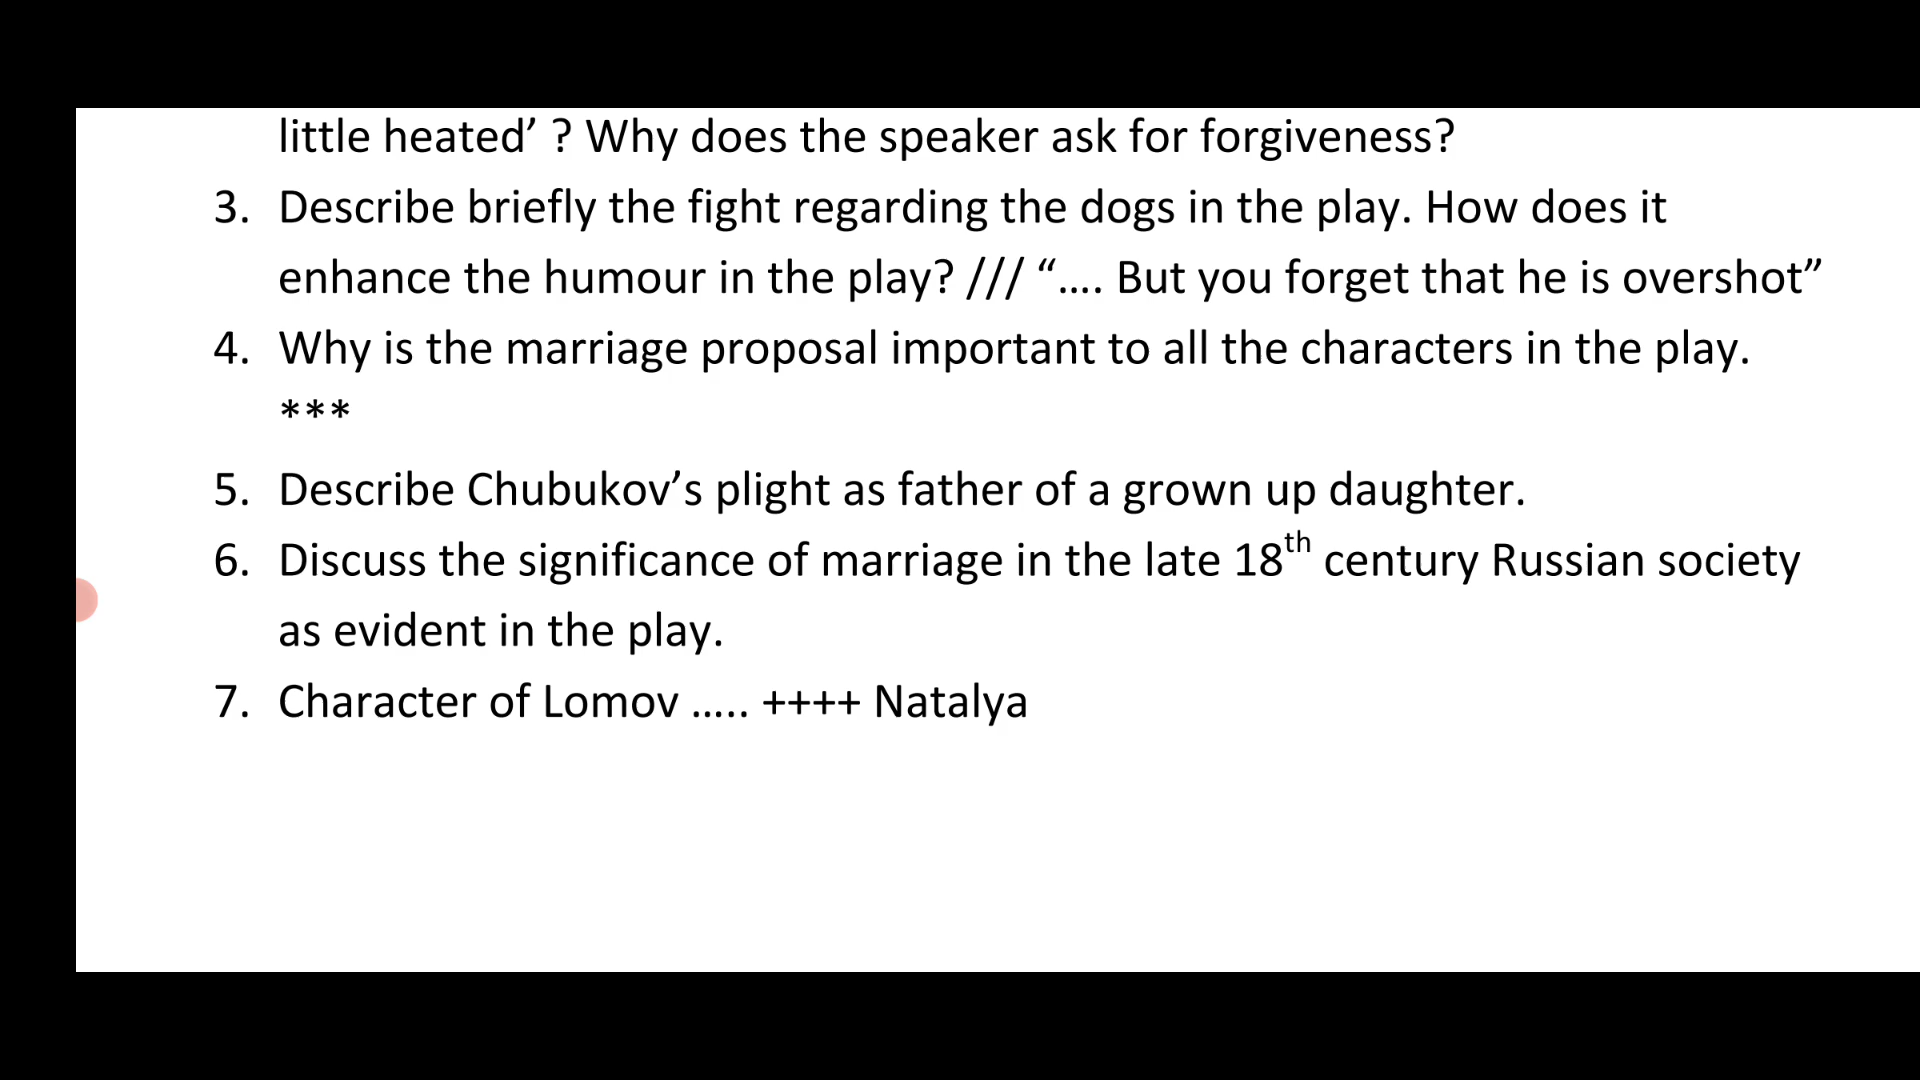 little heated’ ? Why does the speaker ask for forgiveness?
3. Describe briefly the fight regarding the dogs in the play. How does it
enhance the humour in the play? /// “…. But you forget that he is overshot”
4. Why is the marriage proposal important to all the characters in the play.
***
5. Describe Chubukov’s plight as father of a grown up daughter.
6. Discuss the significance of marriage in the late 18th century Russian society
as evident in the play.
7. Character of Lomov ….. ++++ Natalya